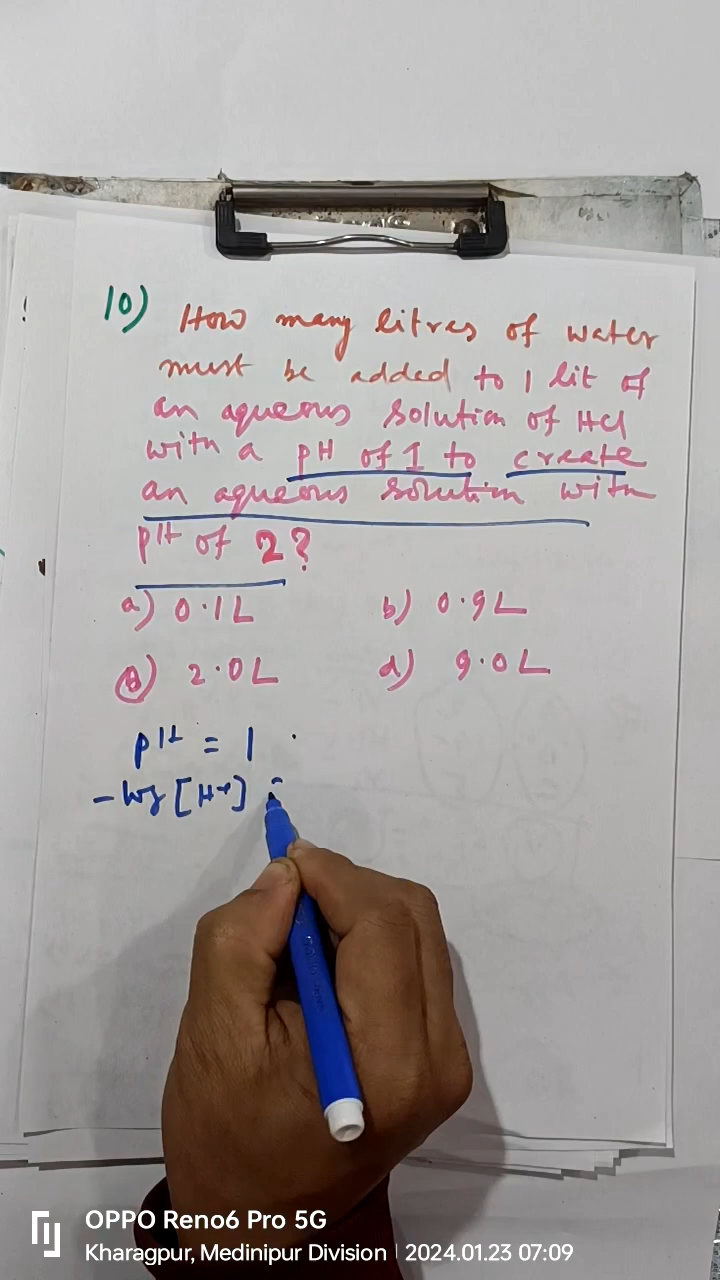 10) How many litres of water
must be added to 1 lit of
an aqueous solution of HCl
with a pH of 1 to create
an aqueous solution with
pH of 2?
a) 0.1L b) 0.9L
c) 2.0L d) 9.0L
pH = 1
-log [H+] =
OPPO Reno6 Pro 5G
Kharagpur, Medinipur Division | 2024.01.23 07:09